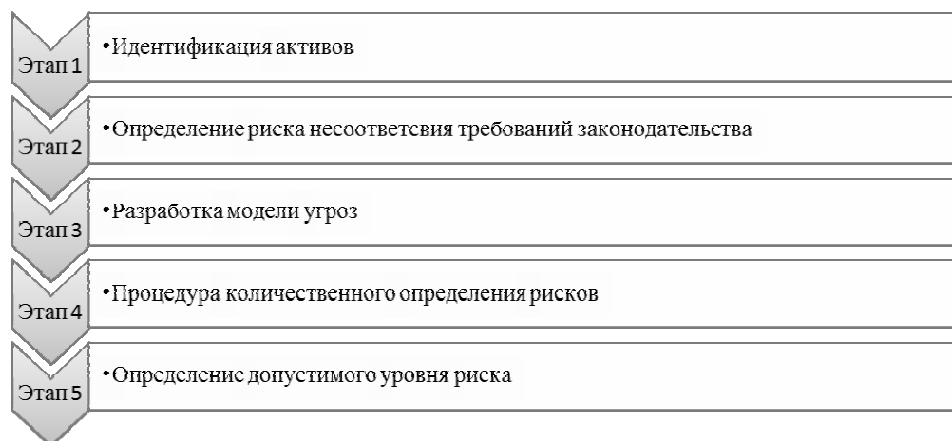 Этап 1
•Идентификация активов
Этап 2
•Определение риска несоответсвия требований законодательства
Этап 3
•Разработка модели угроз
Этап 4
•Процедура количественного определения рисков
Этап 5
•Определение допустимого уровня риска